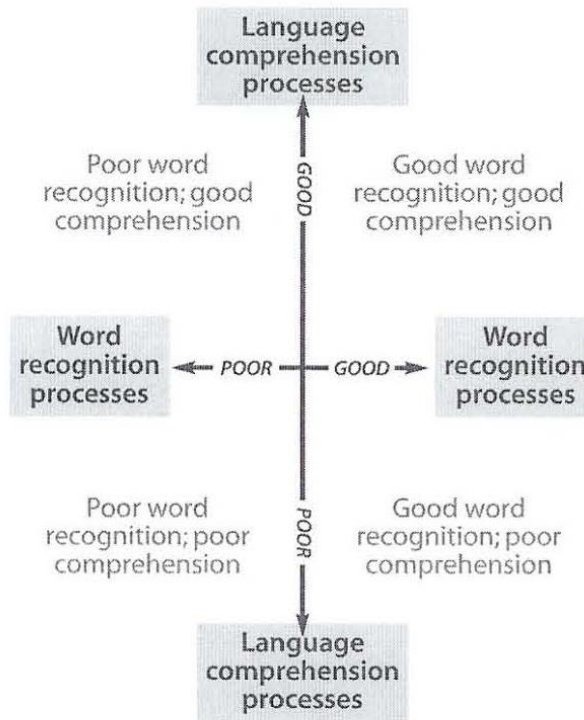 Language
comprehension
processes
GOOD
Poor word
recognition; good
comprehension
Good word
recognition; good
comprehension
Word
recognition
processes
POOR
GOOD
Word
recognition
processes
POOR
Poor word
recognition; poor
comprehension
Good word
recognition; poor
comprehension
Language
comprehension
processes